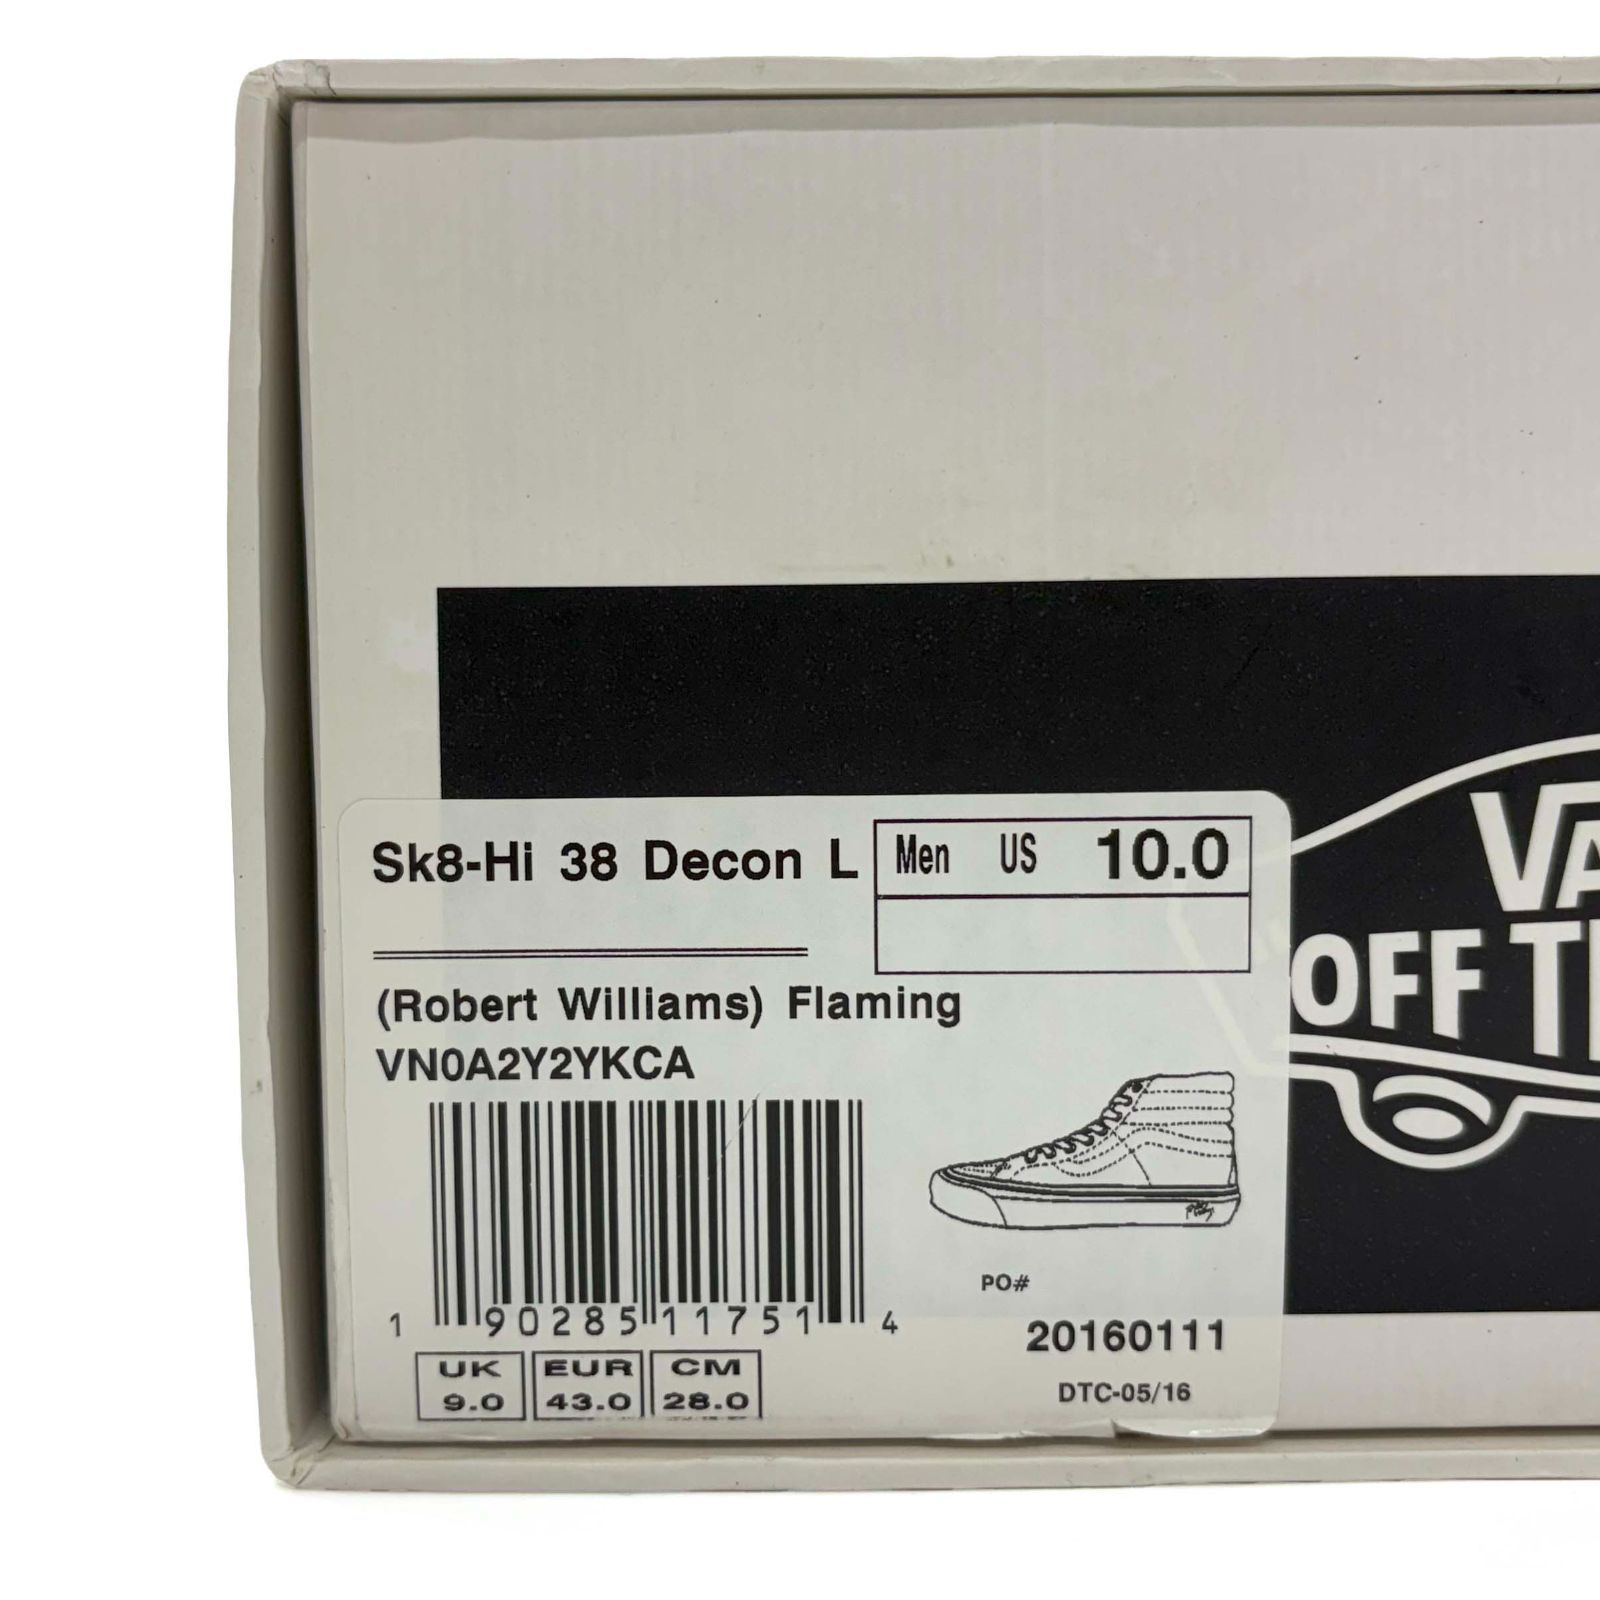 Sk8-Hi 38 Decon L
Men US 10.0
(Robert Williams) Flaming
VN0A2Y2YKCA
1 90285 11751 4
UK EUR CM
9.0 43.0 28.0
PO#
20160111
DTC-05/16
VA
OFF T